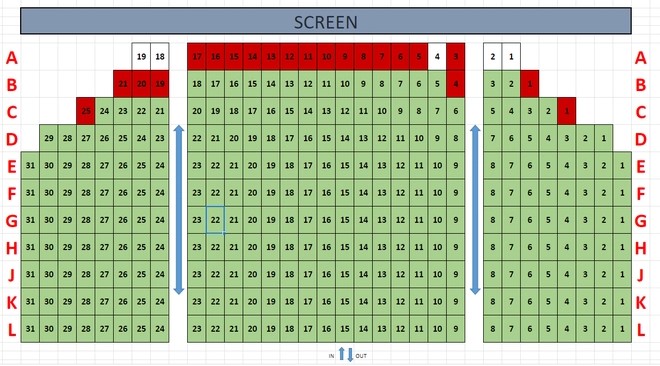 SCREEN
A 19 18 17 16 15 14 13 12 11 10 9 8 7 6 5 4 3 2 1 A
B 21 20 19 18 17 16 15 14 13 12 11 10 9 8 7 6 5 4 3 2 1 B
C 25 24 23 22 21 20 19 18 17 16 15 14 13 12 11 10 9 8 7 6 5 4 3 2 1 C
D 29 28 27 26 25 24 23 22 21 20 19 18 17 16 15 14 13 12 11 10 9 8 7 6 5 4 3 2 1 D
E 31 30 29 28 27 26 25 24 23 22 21 20 19 18 17 16 15 14 13 12 11 10 9 8 7 6 5 4 3 2 1 E
F 31 30 29 28 27 26 25 24 23 22 21 20 19 18 17 16 15 14 13 12 11 10 9 8 7 6 5 4 3 2 1 F
G 31 30 29 28 27 26 25 24 23 22 21 20 19 18 17 16 15 14 13 12 11 10 9 8 7 6 5 4 3 2 1 G
H 31 30 29 28 27 26 25 24 23 22 21 20 19 18 17 16 15 14 13 12 11 10 9 8 7 6 5 4 3 2 1 H
J 31 30 29 28 27 26 25 24 23 22 21 20 19 18 17 16 15 14 13 12 11 10 9 8 7 6 5 4 3 2 1 J
K 31 30 29 28 27 26 25 24 23 22 21 20 19 18 17 16 15 14 13 12 11 10 9 8 7 6 5 4 3 2 1 K
L 31 30 29 28 27 26 25 24 23 22 21 20 19 18 17 16 15 14 13 12 11 10 9 8 7 6 5 4 3 2 1 L
IN OUT